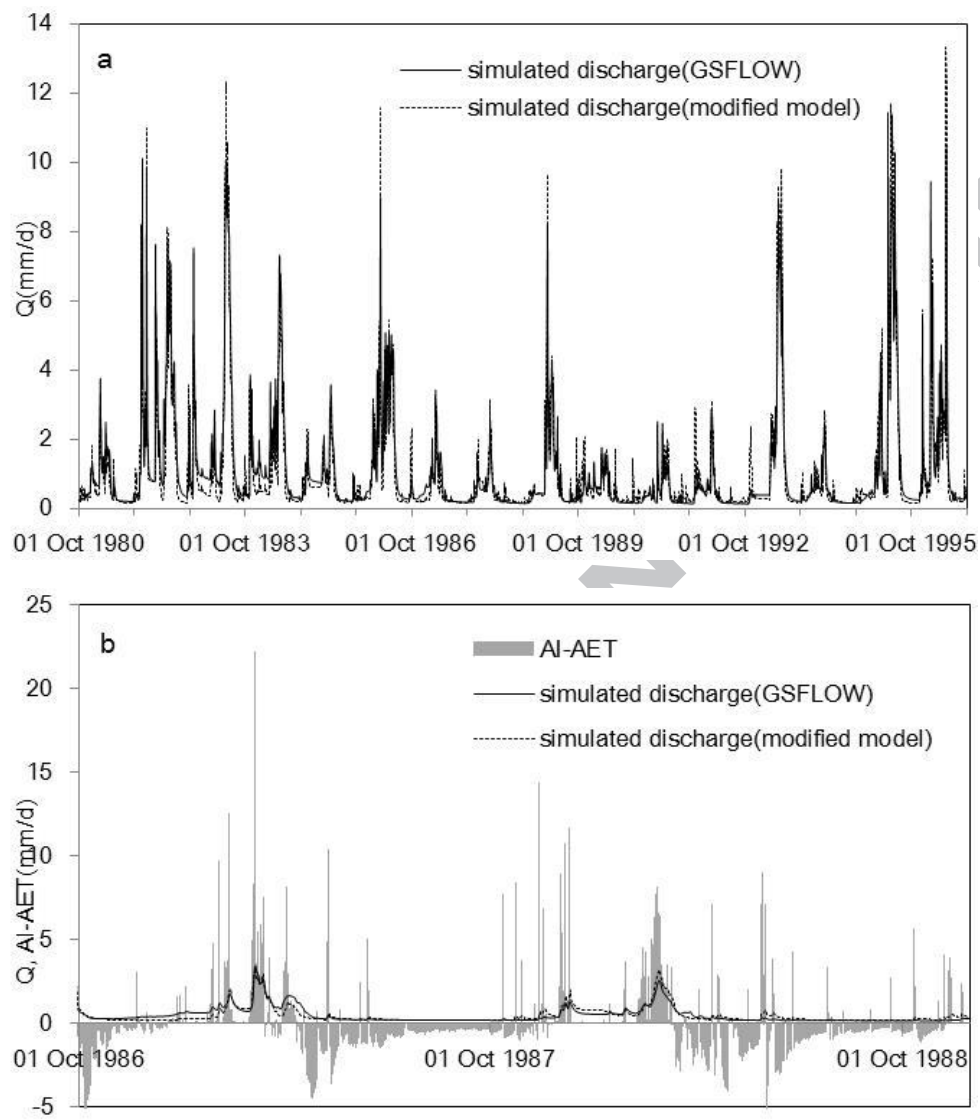 14
12
10
8
6
4
2
0
Q(mm/d)
a
simulated discharge(GSFLOW)
simulated discharge(modified model)
01 Oct 1980 01 Oct 1983 01 Oct 1986 01 Oct 1989 01 Oct 1992 01 Oct 1995
25
20
15
10
5
0
-5
Q, AI-AET(mm/d)
b
AI-AET
simulated discharge(GSFLOW)
simulated discharge(modified model)
01 Oct 1986 01 Oct 1987 01 Oct 1988